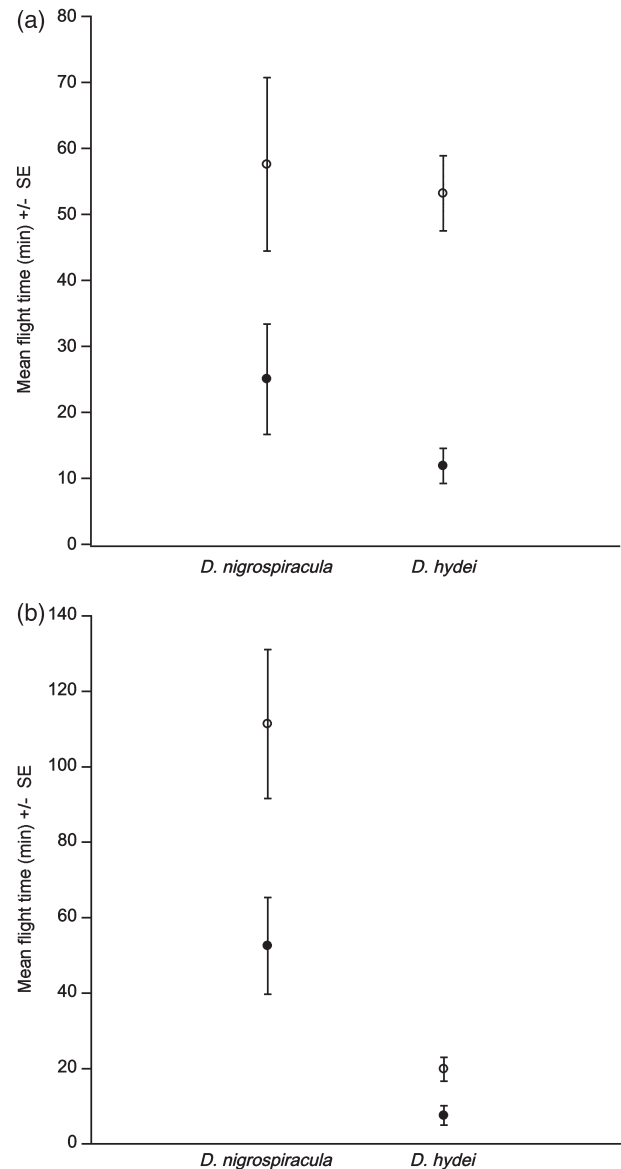 (a)
80
70
60
50
40
30
20
10
0
Mean flight time (min) +/- SE
D. nigrospiracula D. hydei
(b)
140
120
100
80
60
40
20
0
Mean flight time (min) +/- SE
D. nigrospiracula D. hydei